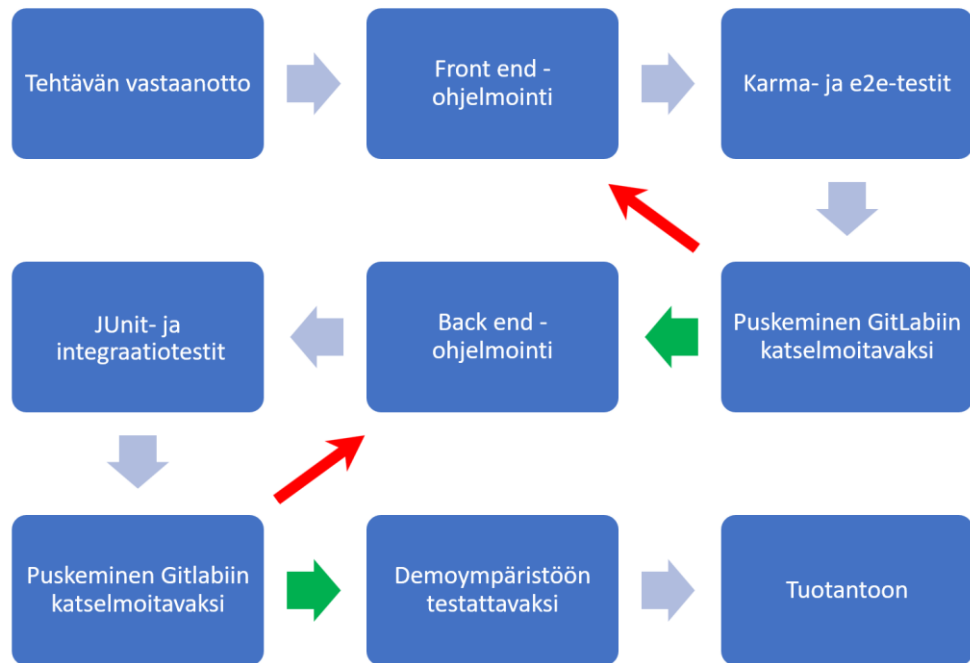 Tehtävän vastaanotto
Front end -
ohjelmointi
Karma- ja e2e-testit
Puskeminen GitLabiin
katselmoitavaksi
Back end -
ohjelmointi
JUnit- ja
integraatiotestit
Puskeminen Gitlabiin
katselmoitavaksi
Demoympäristöön
testattavaksi
Tuotantoon